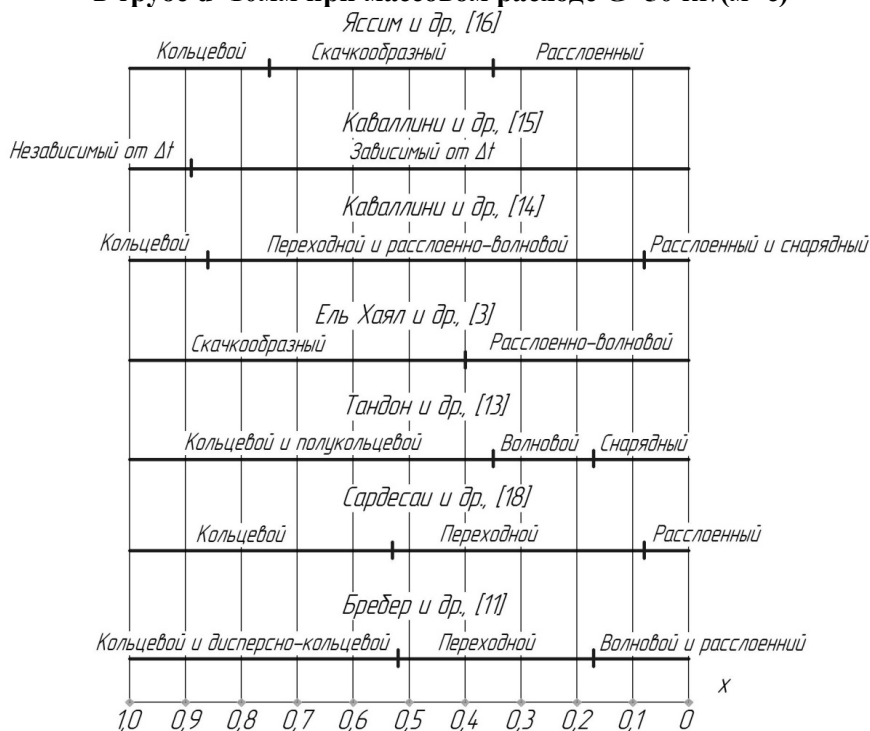 Яссим и др., [16]
Кольцевой Скачкообразный Расслоенный
Каваллини и др., [15]
Независимый от Δt Зависимый от Δt
Каваллини и др., [14]
Кольцевой Переходной и расслоенно-волновой Расслоенный и снарядный
Ель Хаял и др., [3]
Скачкообразный Расслоенно-волновой
Тандон и др., [13]
Кольцевой и полукольцевой Волновой Снарядный
Сардесаи и др., [18]
Кольцевой Переходной Расслоенный
Бребер и др., [11]
Кольцевой и дисперсно-кольцевой Переходной Волновой и расслоенний
x
1,0 0,9 0,8 0,7 0,6 0,5 0,4 0,3 0,2 0,1 0